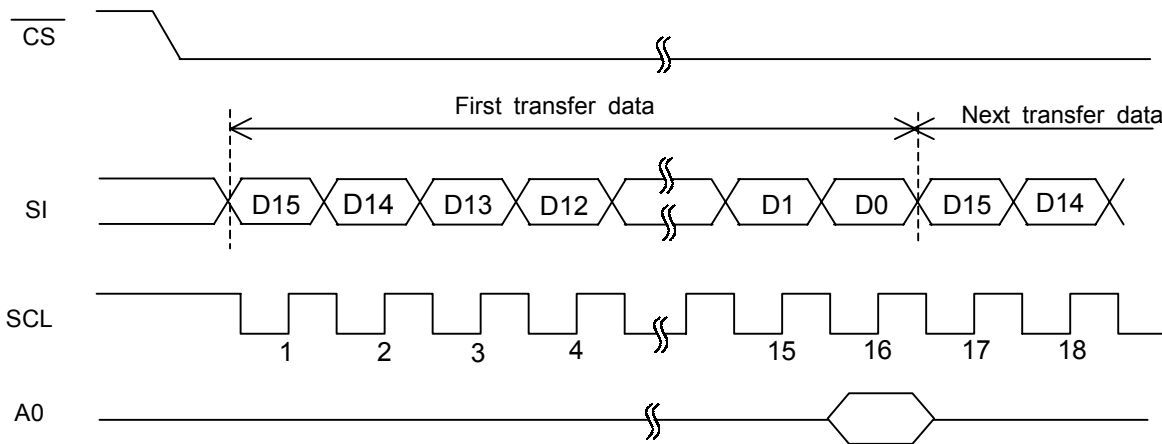 CS
First transfer data
Next transfer data
SI D15 D14 D13 D12 D1 D0 D15 D14
SCL
1 2 3 4 15 16 17 18
A0